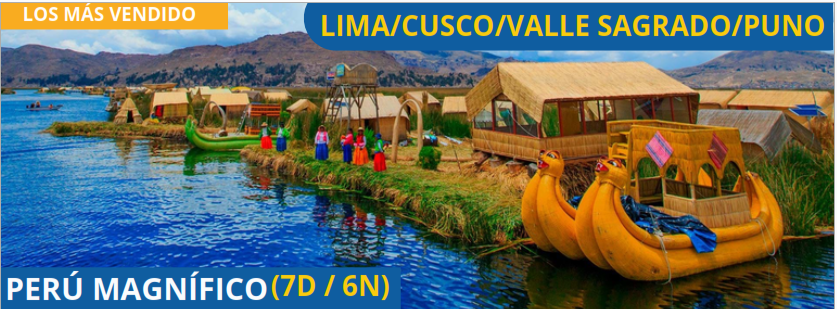 LOS MÁS VENDIDO
LIMA/CUSCO/VALLE SAGRADO/PUNO
PERÚ MAGNÍFICO (7D / 6N)